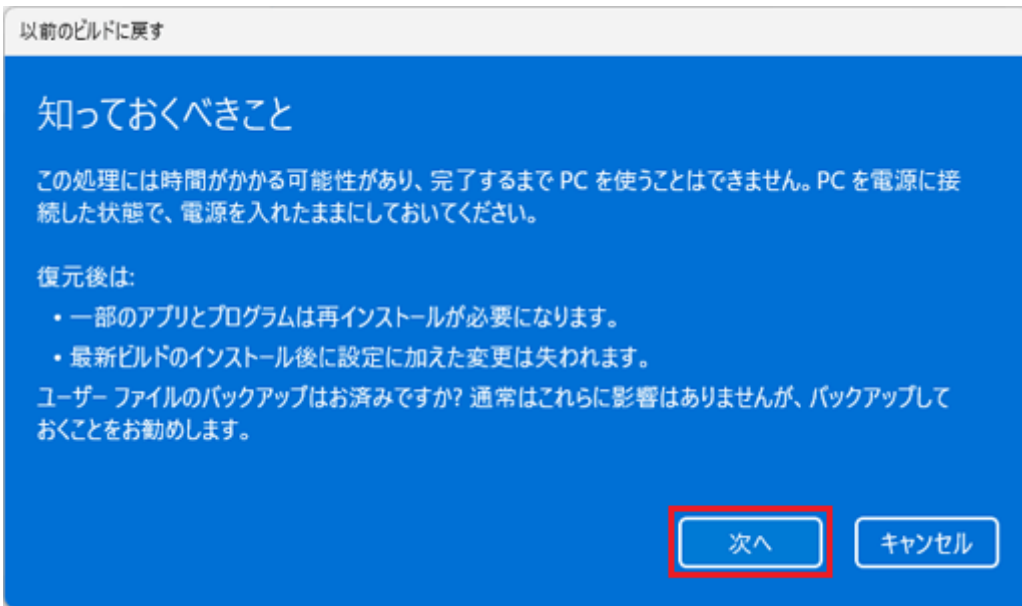 以前のビルドに戻す
知っておくべきこと
この処理には時間がかかる可能性があり、完了するまで PC を使うことはできません。PC を電源に接
続した状態で、電源を入れたままにしておいてください。
復元後は:
• 一部のアプリとプログラムは再インストールが必要になります。
• 最新ビルドのインストール後に設定に加えた変更は失われます。
ユーザー ファイルのバックアップはお済みですか? 通常はこれらに影響はありませんが、バックアップして
おくことをお勧めします。
次へ
キャンセル